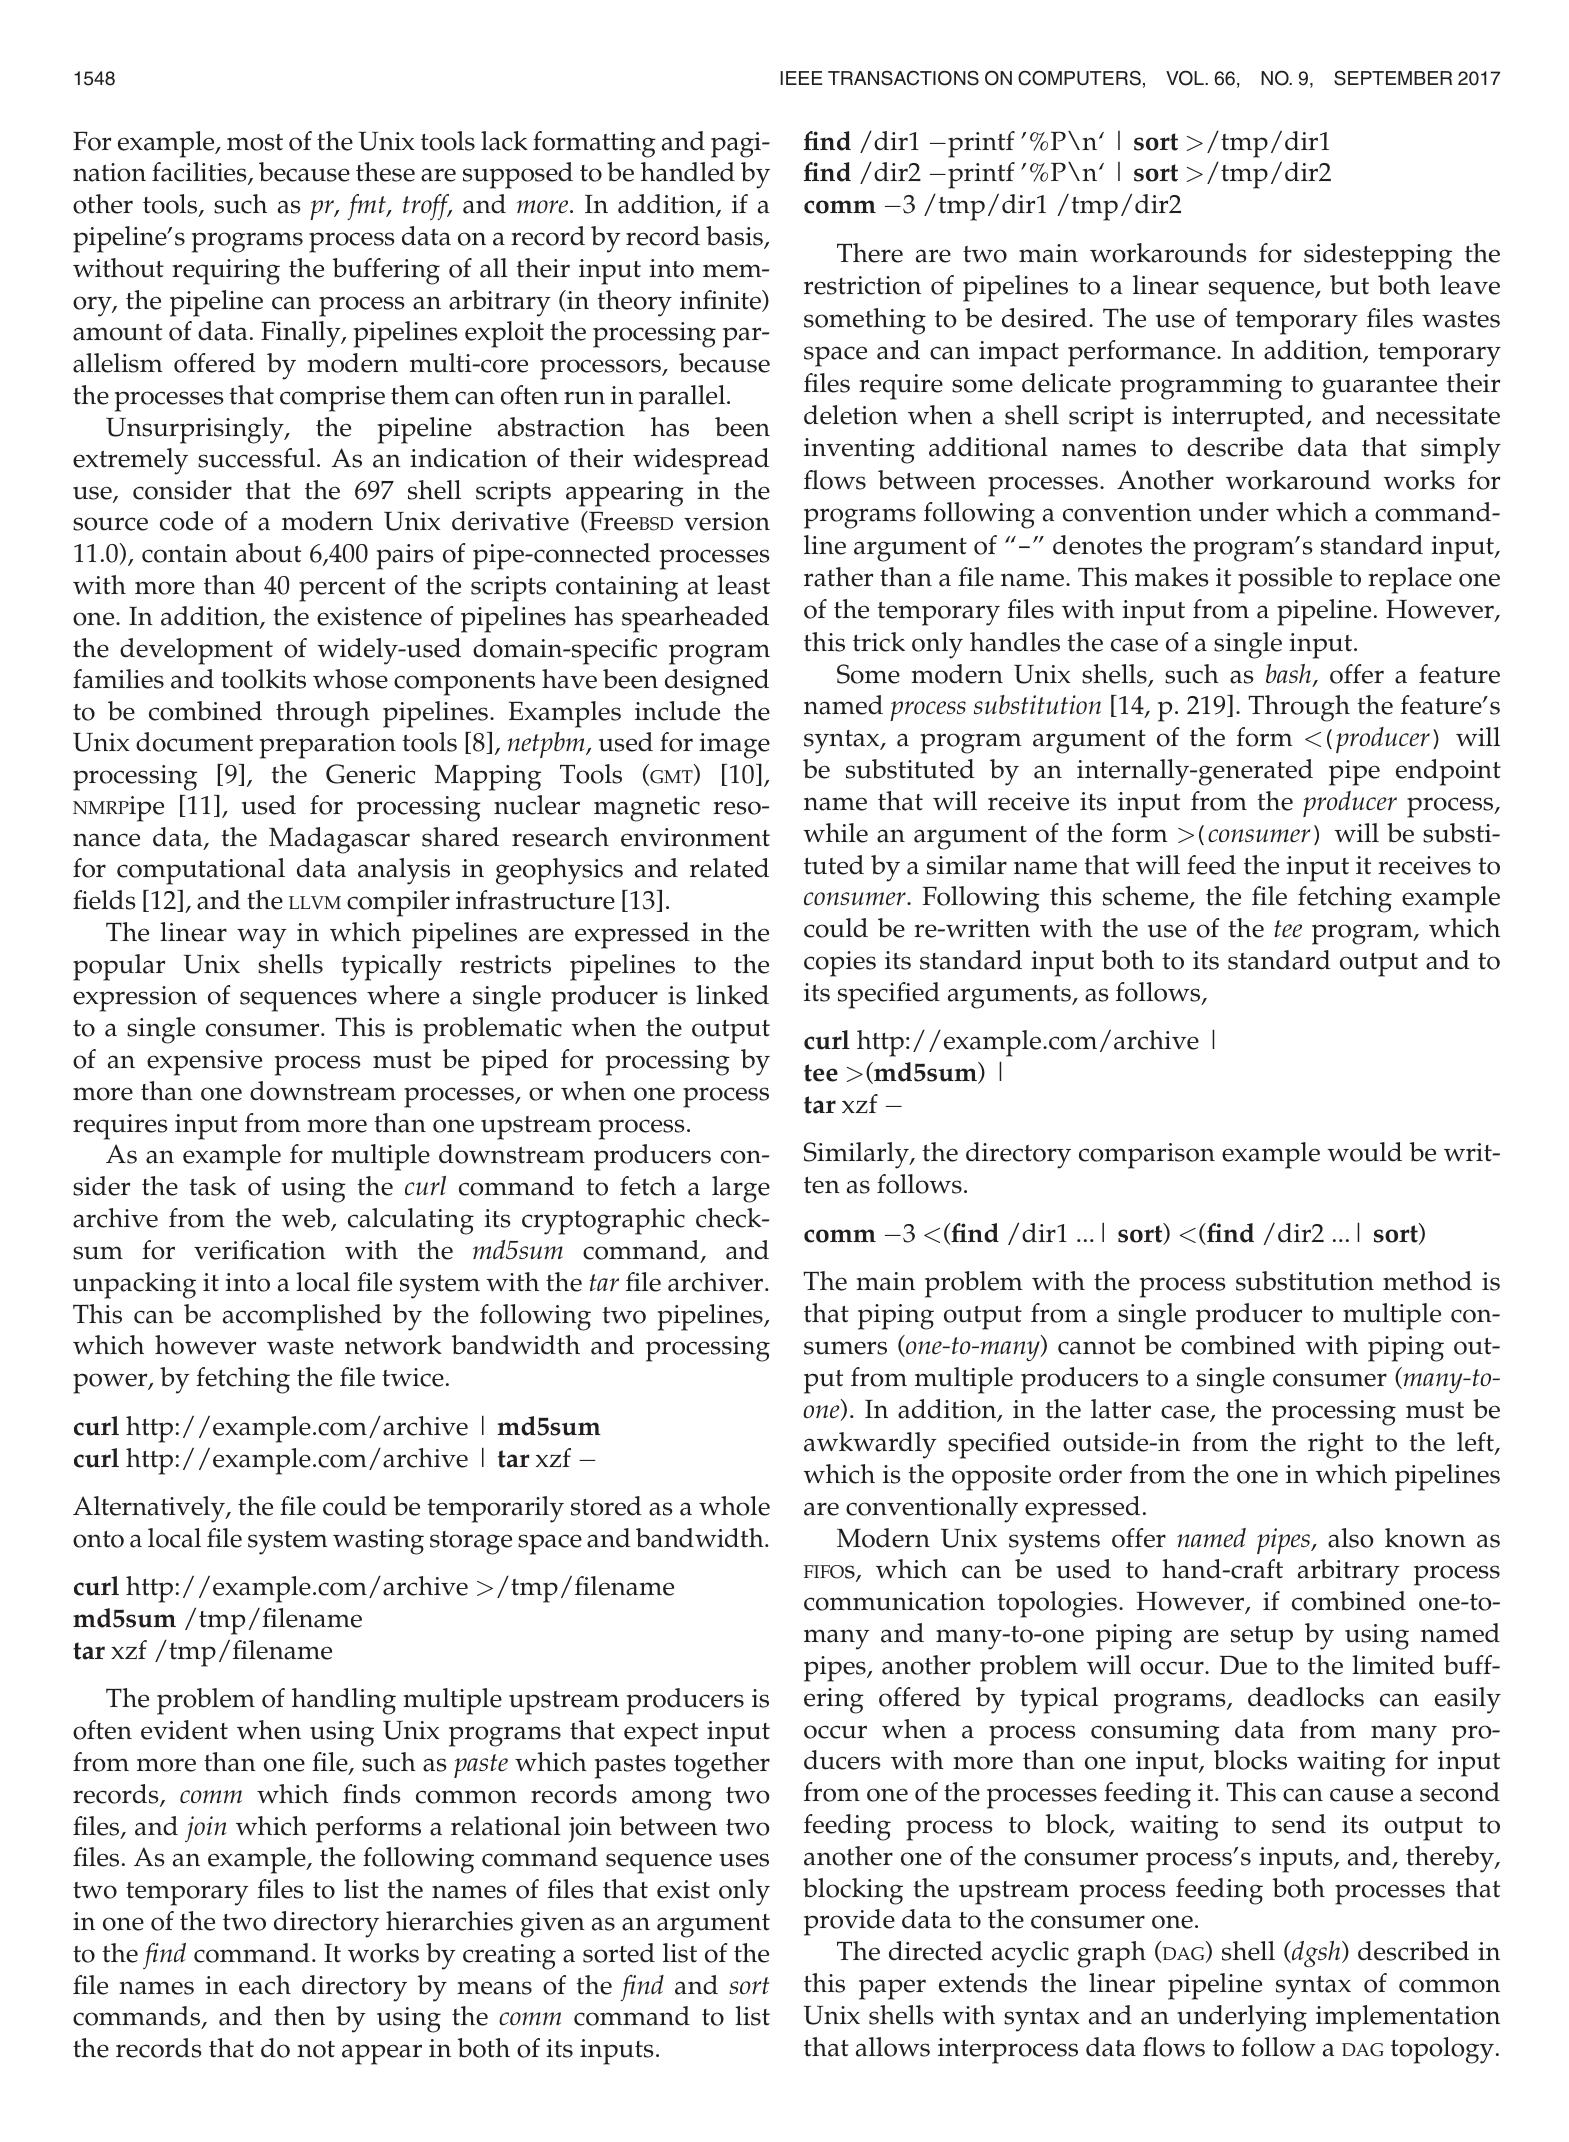 1548
IEEE TRANSACTIONS ON COMPUTERS, VOL. 66, NO. 9, SEPTEMBER 2017
For example, most of the Unix tools lack formatting and pagi-
nation facilities, because these are supposed to be handled by
other tools, such as pr, fmt, troff, and more. In addition, if a
pipeline's programs process data on a record by record basis,
without requiring the buffering of all their input into mem-
ory, the pipeline can process an arbitrary (in theory infinite)
amount of data. Finally, pipelines exploit the processing par-
allelism offered by modern multi-core processors, because
the processes that comprise them can often run in parallel.
Unsurprisingly, the pipeline abstraction has been
extremely successful. As an indication of their widespread
use, consider that the 697 shell scripts appearing in the
source code of a modern Unix derivative (FreeBSD version
11.0), contain about 6,400 pairs of pipe-connected processes
with more than 40 percent of the scripts containing at least
one. In addition, the existence of pipelines has spearheaded
the development of widely-used domain-specific program
families and toolkits whose components have been designed
to be combined through pipelines. Examples include the
Unix document preparation tools [8], netpbm, used for image
processing [9], the Generic Mapping Tools (GMT) [10],
NMRPipe [11], used for processing nuclear magnetic reso-
nance data, the Madagascar shared research environment
for computational data analysis in geophysics and related
fields [12], and the LLVM compiler infrastructure [13].
The linear way in which pipelines are expressed in the
popular Unix shells typically restricts pipelines to the
expression of sequences where a single producer is linked
to a single consumer. This is problematic when the output
of an expensive process must be piped for processing by
more than one downstream processes, or when one process
requires input from more than one upstream process.
As an example for multiple downstream producers con-
sider the task of using the curl command to fetch a large
archive from the web, calculating its cryptographic check-
sum for verification with the md5sum command, and
unpacking it into a local file system with the tar file archiver.
This can be accomplished by the following two pipelines,
which however waste network bandwidth and processing
power, by fetching the file twice.
curl http://example.com/archive | md5sum
curl http://example.com/archive | tar xzf −
Alternatively, the file could be temporarily stored as a whole
onto a local file system wasting storage space and bandwidth.
curl http://example.com/archive >/tmp/filename
md5sum /tmp/filename
tar xzf /tmp/filename
The problem of handling multiple upstream producers is
often evident when using Unix programs that expect input
from more than one file, such as paste which pastes together
records, comm which finds common records among two
files, and join which performs a relational join between two
files. As an example, the following command sequence uses
two temporary files to list the names of files that exist only
in one of the two directory hierarchies given as an argument
to the find command. It works by creating a sorted list of the
file names in each directory by means of the find and sort
commands, and then by using the comm command to list
the records that do not appear in both of its inputs.
find /dir1 −printf '%P\n‘ | sort >/tmp/dir1
find /dir2 −printf '%P\n‘ | sort >/tmp/dir2
comm −3 /tmp/dir1 /tmp/dir2
There are two main workarounds for sidestepping the
restriction of pipelines to a linear sequence, but both leave
something to be desired. The use of temporary files wastes
space and can impact performance. In addition, temporary
files require some delicate programming to guarantee their
deletion when a shell script is interrupted, and necessitate
inventing additional names to describe data that simply
flows between processes. Another workaround works for
programs following a convention under which a command-
line argument of “–” denotes the program's standard input,
rather than a file name. This makes it possible to replace one
of the temporary files with input from a pipeline. However,
this trick only handles the case of a single input.
Some modern Unix shells, such as bash, offer a feature
named process substitution [14, p. 219]. Through the feature's
syntax, a program argument of the form <(producer) will
be substituted by an internally-generated pipe endpoint
name that will receive its input from the producer process,
while an argument of the form >(consumer) will be substi-
tuted by a similar name that will feed the input it receives to
consumer. Following this scheme, the file fetching example
could be re-written with the use of the tee program, which
copies its standard input both to its standard output and to
its specified arguments, as follows,
curl http://example.com/archive |
tee >(md5sum) |
tar xzf −
Similarly, the directory comparison example would be writ-
ten as follows.
comm −3 <(find /dir1 ... | sort) <(find /dir2 ... | sort)
The main problem with the process substitution method is
that piping output from a single producer to multiple con-
sumers (one-to-many) cannot be combined with piping out-
put from multiple producers to a single consumer (many-to-
one). In addition, in the latter case, the processing must be
awkwardly specified outside-in from the right to the left,
which is the opposite order from the one in which pipelines
are conventionally expressed.
Modern Unix systems offer named pipes, also known as
FIFOs, which can be used to hand-craft arbitrary process
communication topologies. However, if combined one-to-
many and many-to-one piping are setup by using named
pipes, another problem will occur. Due to the limited buff-
ering offered by typical programs, deadlocks can easily
occur when a process consuming data from many pro-
ducers with more than one input, blocks waiting for input
from one of the processes feeding it. This can cause a second
feeding process to block, waiting to send its output to
another one of the consumer process's inputs, and, thereby,
blocking the upstream process feeding both processes that
provide data to the consumer one.
The directed acyclic graph (DAG) shell (dgsh) described in
this paper extends the linear pipeline syntax of common
Unix shells with syntax and an underlying implementation
that allows interprocess data flows to follow a DAG topology.